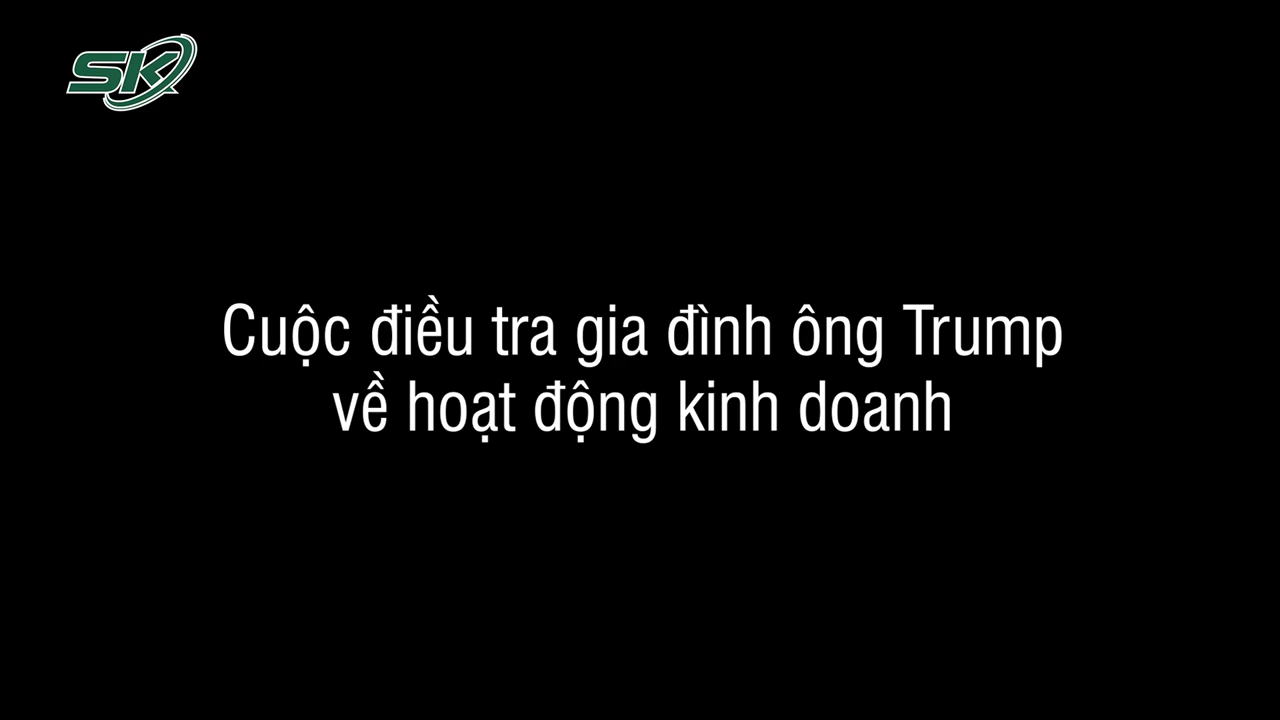 SK
Cuộc điều tra gia đình ông Trump
về hoạt động kinh doanh